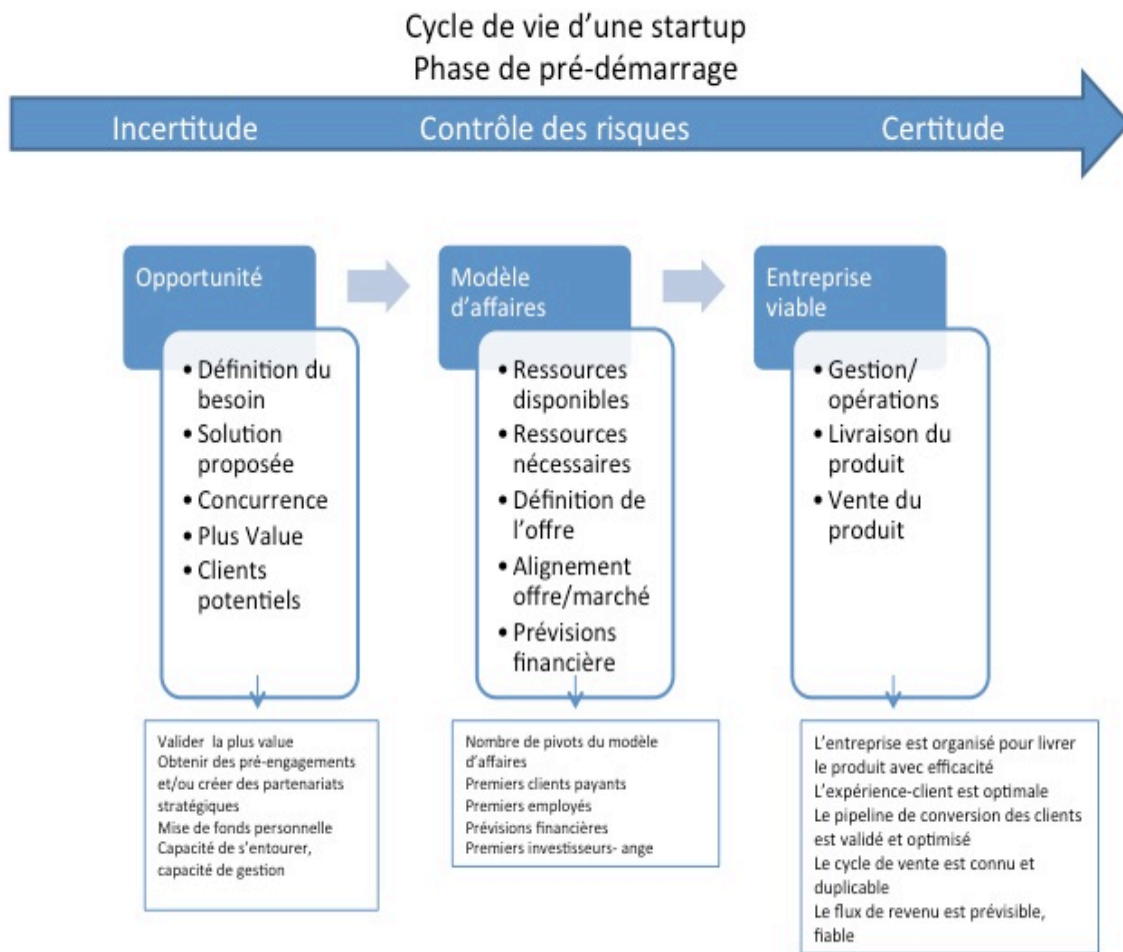 Cycle de vie d'une startup
Phase de pré-démarrage
Incertitude
Contrôle des risques
Certitude
Opportunité
• Définition du
besoin
• Solution
proposée
• Concurrence
• Plus Value
• Clients
potentiels
Valider la plus value
Obtenir des pré-engagements
et/ou créer des partenariats
stratégiques
Mise de fonds personnelle
Capacité de s'entourer,
capacité de gestion
Modèle
d'affaires
• Ressources
disponibles
• Ressources
nécessaires
• Définition de
l'offre
• Alignement
offre/marché
• Prévisions
financière
Nombre de pivots du modèle
d'affaires
Premiers clients payants
Premiers employés
Prévisions financières
Premiers investisseurs- ange
Entreprise
viable
• Gestion/
opérations
• Livraison du
produit
• Vente du
produit
L'entreprise est organisé pour livrer
le produit avec efficacité
L'expérience-client est optimale
Le pipeline de conversion des clients
est validé et optimisé
Le cycle de vente est connu et
duplicable
Le flux de revenu est prévisible,
fiable